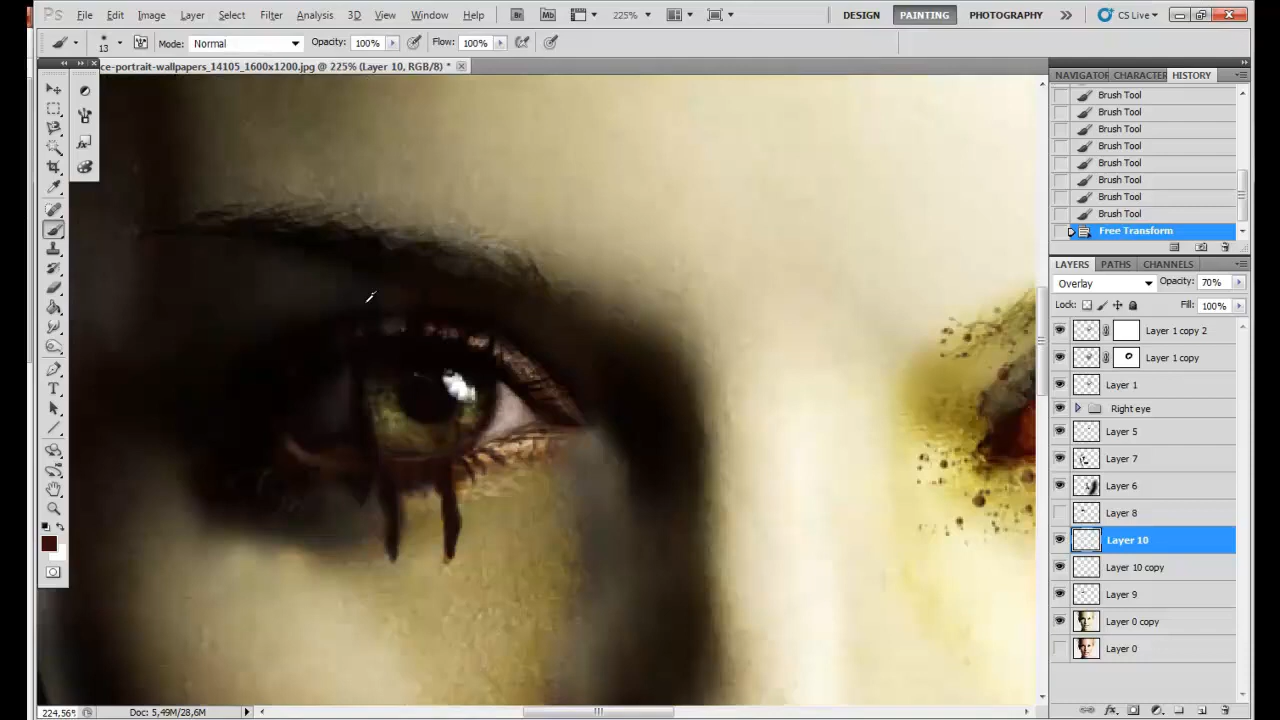 Ps File Edit Image Layer Select Filter Analysis 3D View Window Help Br Mb 225% DESIGN PAINTING PHOTOGRAPHY CS Live
13 Mode: Normal Opacity: 100% Flow: 100%
ce-portrait-wallpapers_14105_1600x1200.jpg @ 225% (Layer 10, RGB/8) *
NAVIGATOR CHARACTER HISTORY
Brush Tool
Brush Tool
Brush Tool
Brush Tool
Brush Tool
Brush Tool
Brush Tool
Brush Tool
Free Transform
LAYERS PATHS CHANNELS
Overlay Opacity: 70%
Lock: Fill: 100%
Layer 1 copy 2
Layer 1 copy
Layer 1
Right eye
Layer 5
Layer 7
Layer 6
Layer 8
Layer 10
Layer 10 copy
Layer 9
Layer 0 copy
Layer 0
224,56% Doc: 5,49M/28,6M